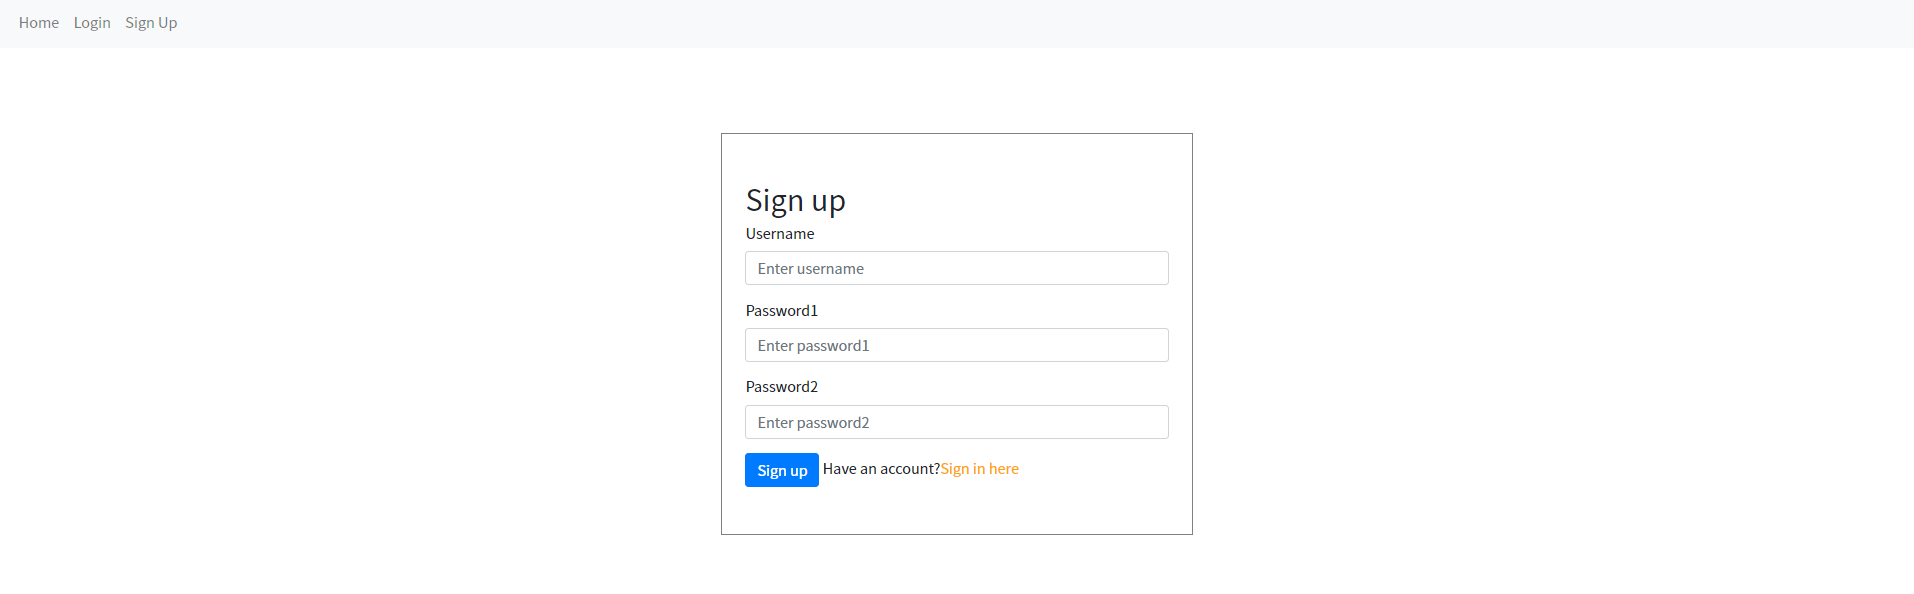 Home Login Sign Up
Sign up
Username
Enter username
Password1
Enter password1
Password2
Enter password2
Sign up Have an account?Sign in here